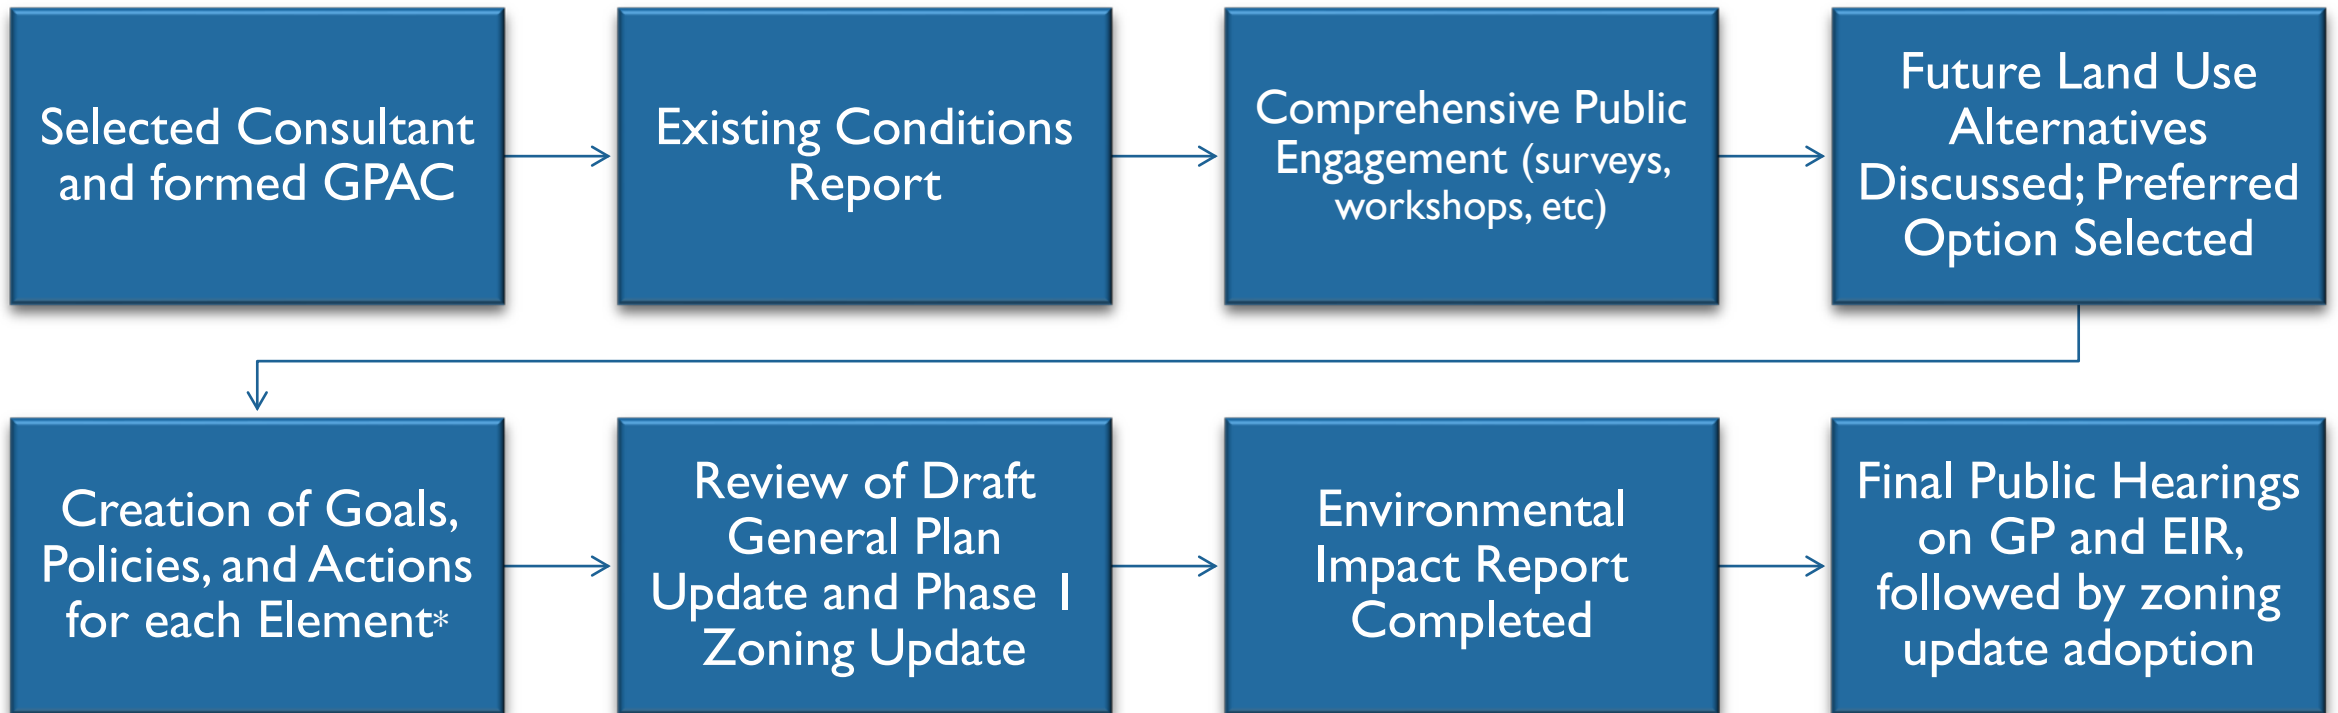 Selected Consultant
and formed GPAC
Existing Conditions
Report
Comprehensive Public
Engagement (surveys,
workshops, etc)
Future Land Use
Alternatives
Discussed; Preferred
Option Selected
Creation of Goals,
Policies, and Actions
for each Element*
Review of Draft
General Plan
Update and Phase 1
Zoning Update
Environmental
Impact Report
Completed
Final Public Hearings
on GP and EIR,
followed by zoning
update adoption